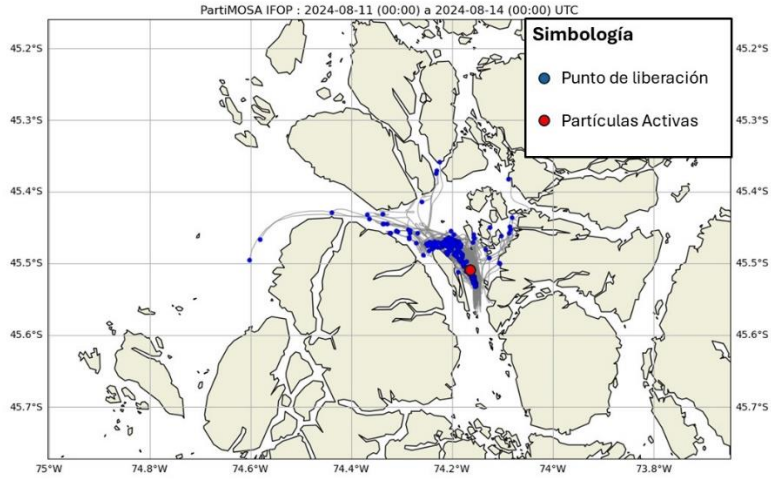 PartiMOSA IFOP : 2024-08-11 (00:00) a 2024-08-14 (00:00) UTC
Simbología
Punto de liberación
Partículas Activas
45.2°S
45.2°S
45.3°S
45.3°S
45.4°S
45.4°S
45.5°S
45.5°S
45.6°S
45.6°S
45.7°S
45.7°S
75°W
74.8°W
74.6°W
74.4°W
74.2°W
74°W
73.8°W